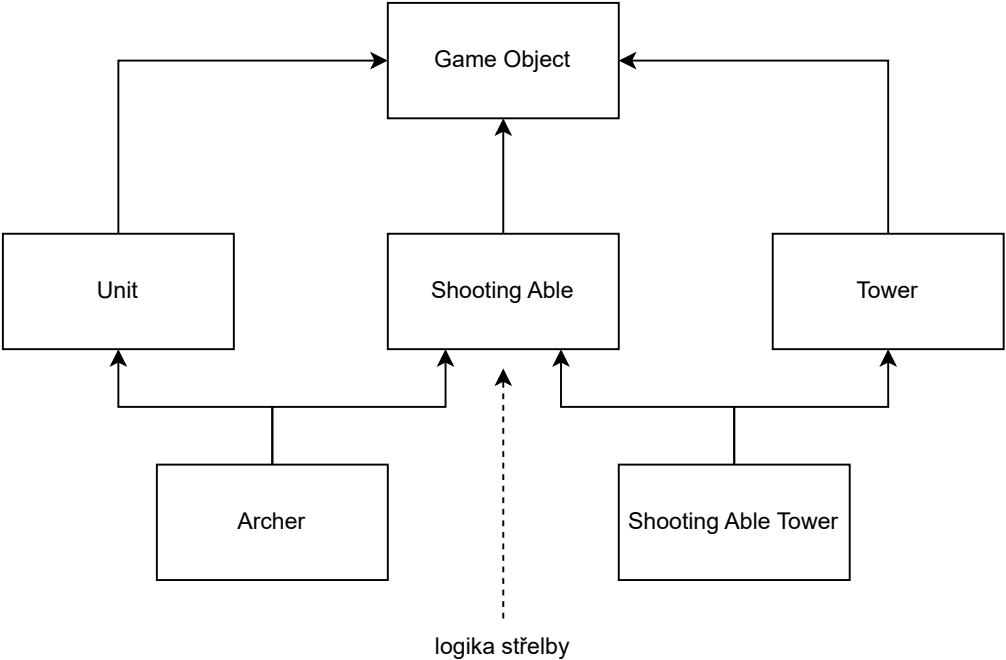 Game Object
Unit
Shooting Able
Tower
Archer
Shooting Able Tower
logika střelby